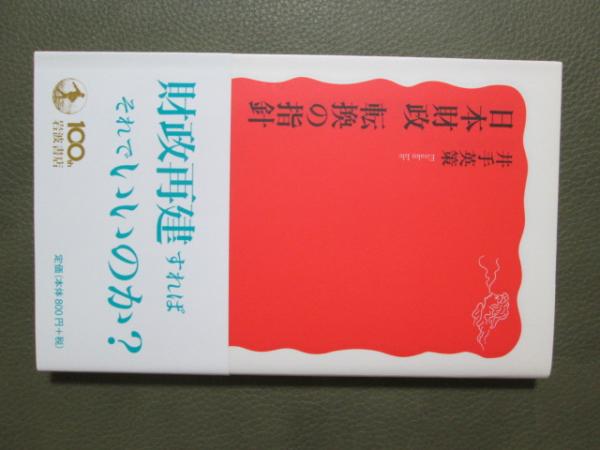 日本財政
転換の指針
井手英策
Eisaku Ide
財政再建すれば
それでいいのか?
100th
岩波書店
定価(本体800円+税)